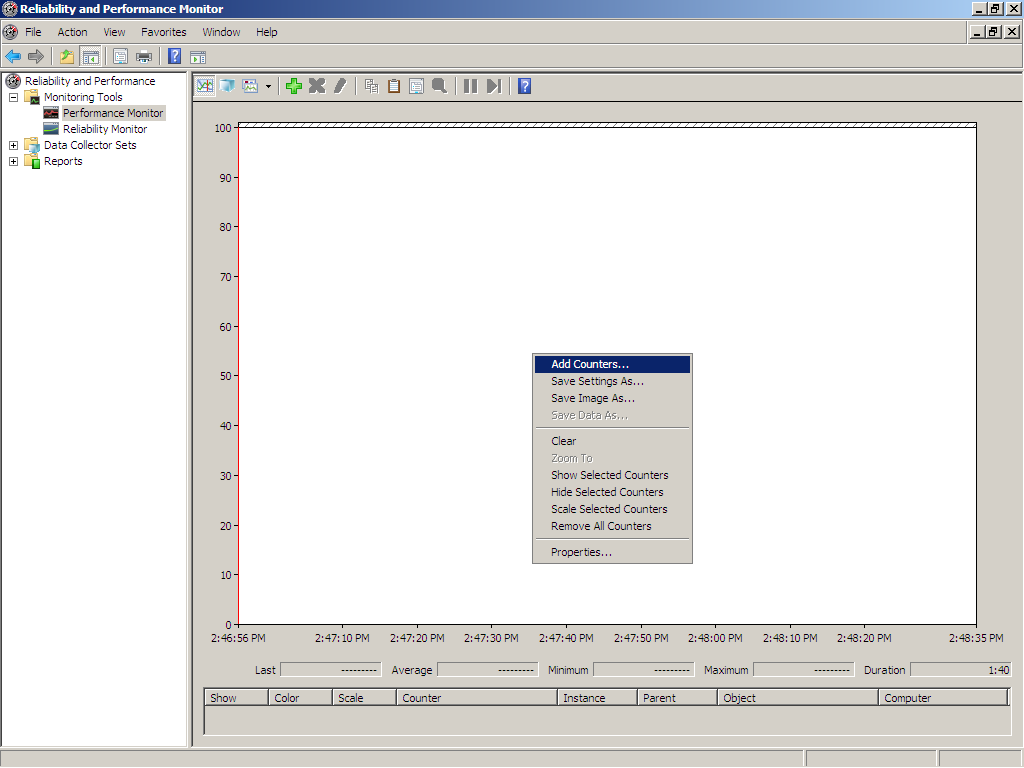 Reliability and Performance Monitor
File Action View Favorites Window Help
Reliability and Performance
Monitoring Tools
Performance Monitor
Reliability Monitor
Data Collector Sets
Reports
100
90
80
70
60
50
40
30
20
10
0
Add Counters...
Save Settings As...
Save Image As...
Save Data As...
Clear
Zoom To
Show Selected Counters
Hide Selected Counters
Scale Selected Counters
Remove All Counters
Properties...
2:46:56 PM 2:47:10 PM 2:47:20 PM 2:47:30 PM 2:47:40 PM 2:47:50 PM 2:48:00 PM 2:48:10 PM 2:48:20 PM 2:48:35 PM
Last --------- Average --------- Minimum --------- Maximum --------- Duration 1:40
Show Color Scale Counter Instance Parent Object Computer